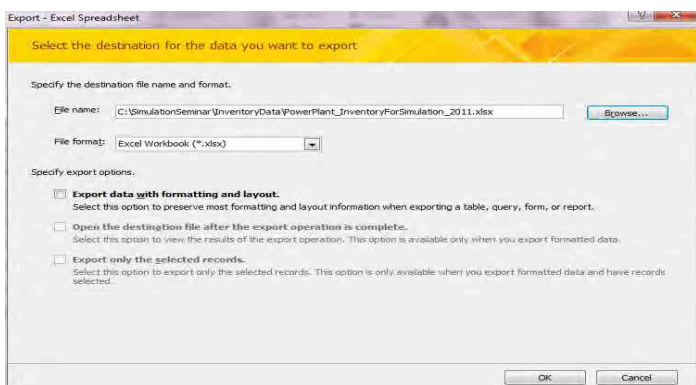 Export - Excel Spreadsheet
Select the destination for the data you want to export
Specify the destination file name and format.
File name: C:\SimulationSeminar\InventoryData\PowerPlant_InventoryForSimulation_2011.xlsx Browse...
File format: Excel Workbook (*.xlsx)
Specify export options.
Export data with formatting and layout.
Select this option to preserve most formatting and layout information when exporting a table, query, form, or report.
Open the destination file after the export operation is complete.
Select this option to view the results of the export operation. This option is available only when you export formatted data.
Export only the selected records.
Select this option to export only the selected records. This option is only available when you export formatted data and have records
selected.
OK Cancel